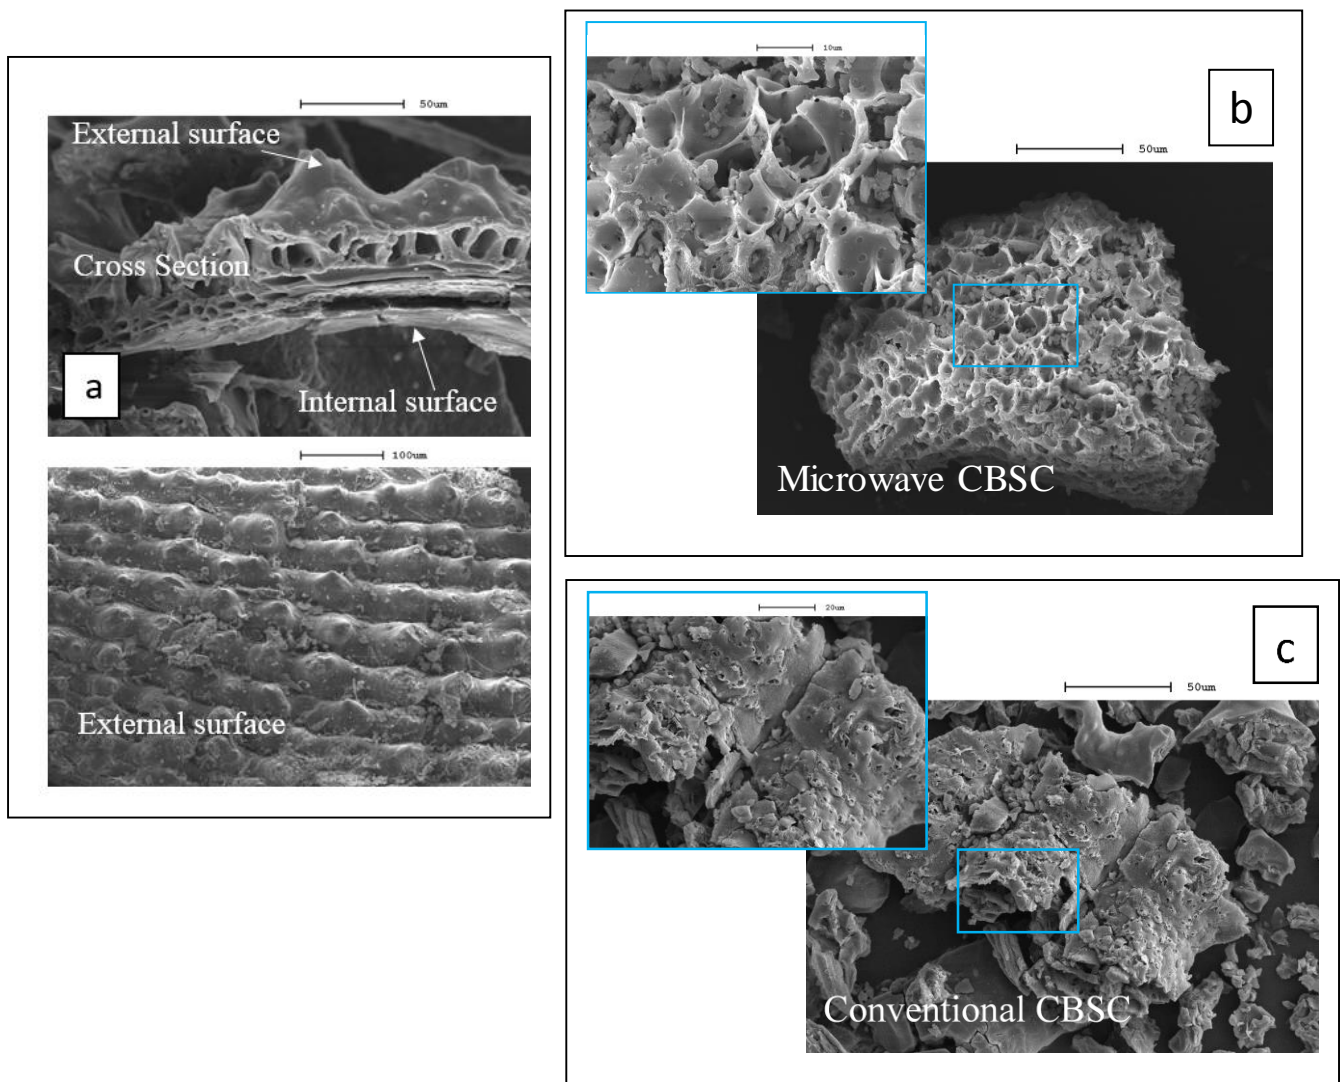 50um
External surface
Cross Section
a
Internal surface
100um
External surface
10um
b
50um
Microwave CBSC
20um
c
50um
Conventional CBSC